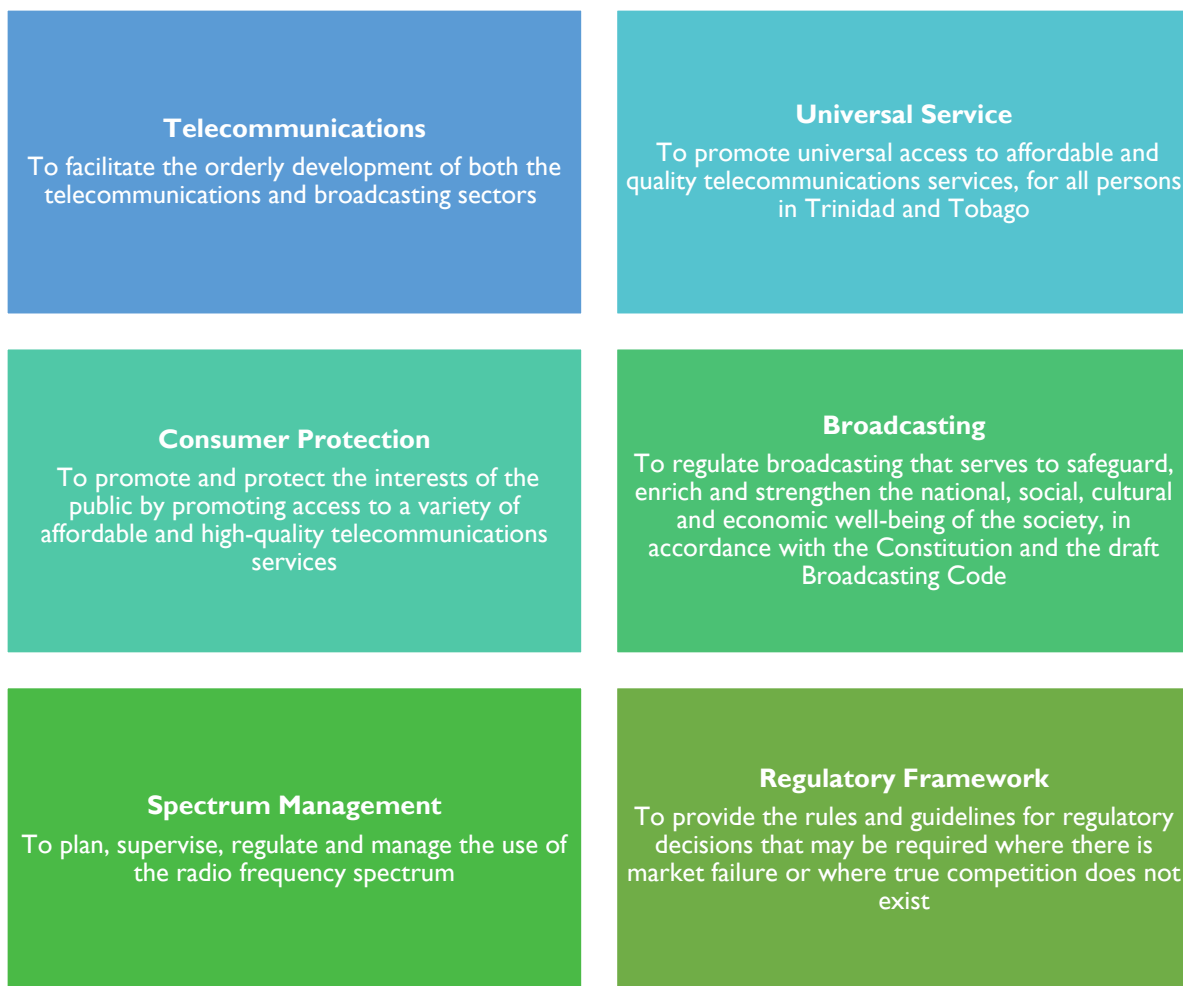 Telecommunications
To facilitate the orderly development of both the
telecommunications and broadcasting sectors
Universal Service
To promote universal access to affordable and
quality telecommunications services, for all persons
in Trinidad and Tobago
Consumer Protection
To promote and protect the interests of the
public by promoting access to a variety of
affordable and high-quality telecommunications
services
Broadcasting
To regulate broadcasting that serves to safeguard,
enrich and strengthen the national, social, cultural
and economic well-being of the society, in
accordance with the Constitution and the draft
Broadcasting Code
Spectrum Management
To plan, supervise, regulate and manage the use of
the radio frequency spectrum
Regulatory Framework
To provide the rules and guidelines for regulatory
decisions that may be required where there is
market failure or where true competition does not
exist